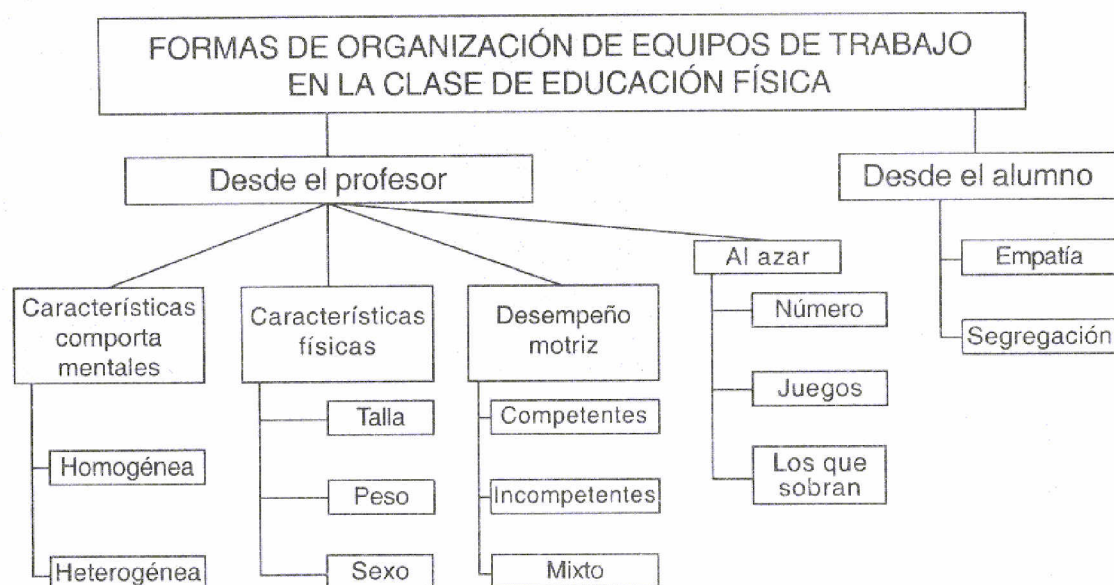 FORMAS DE ORGANIZACIÓN DE EQUIPOS DE TRABAJO
EN LA CLASE DE EDUCACIÓN FÍSICA
Desde el profesor
Desde el alumno
Características
comporta
mentales
Homogénea
Heterogénea
Características
físicas
Talla
Peso
Sexo
Desempeño
motriz
Competentes
Incompetentes
Mixto
Al azar
Número
Juegos
Los que
sobran
Empatía
Segregación